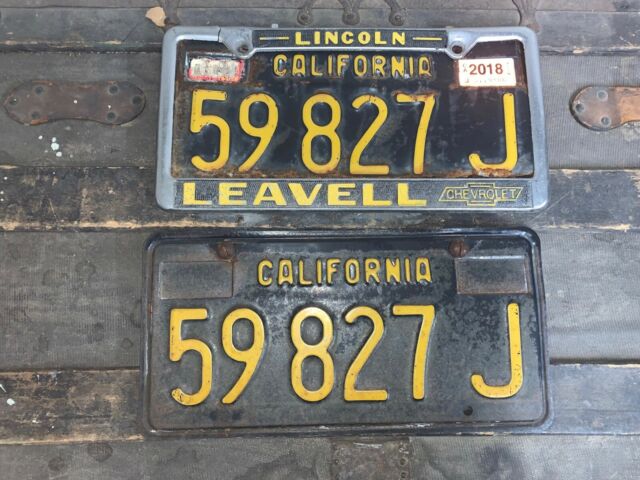 LINCOLN
CALIFORNIA 2018
59 827 J
LEAVELL CHEVROLET
CALIFORNIA
59 827 J